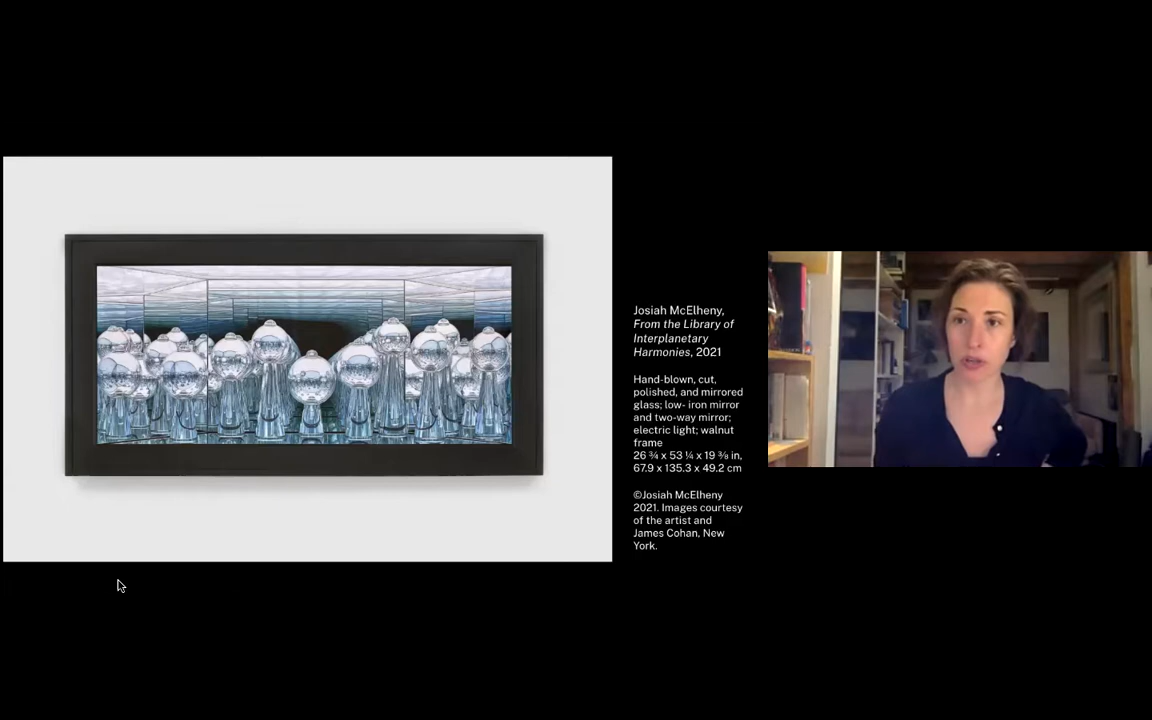 Josiah McElheny,
From the Library of
Interplanetary
Harmonies, 2021
Hand-blown, cut,
polished, and mirrored
glass; low- iron mirror
and two-way mirror;
electric light; walnut
frame
26 ¾ x 53 ¼ x 19 ⅜ in,
67.9 x 135.3 x 49.2 cm
©Josiah McElheny
2021. Images courtesy
of the artist and
James Cohan, New
York.